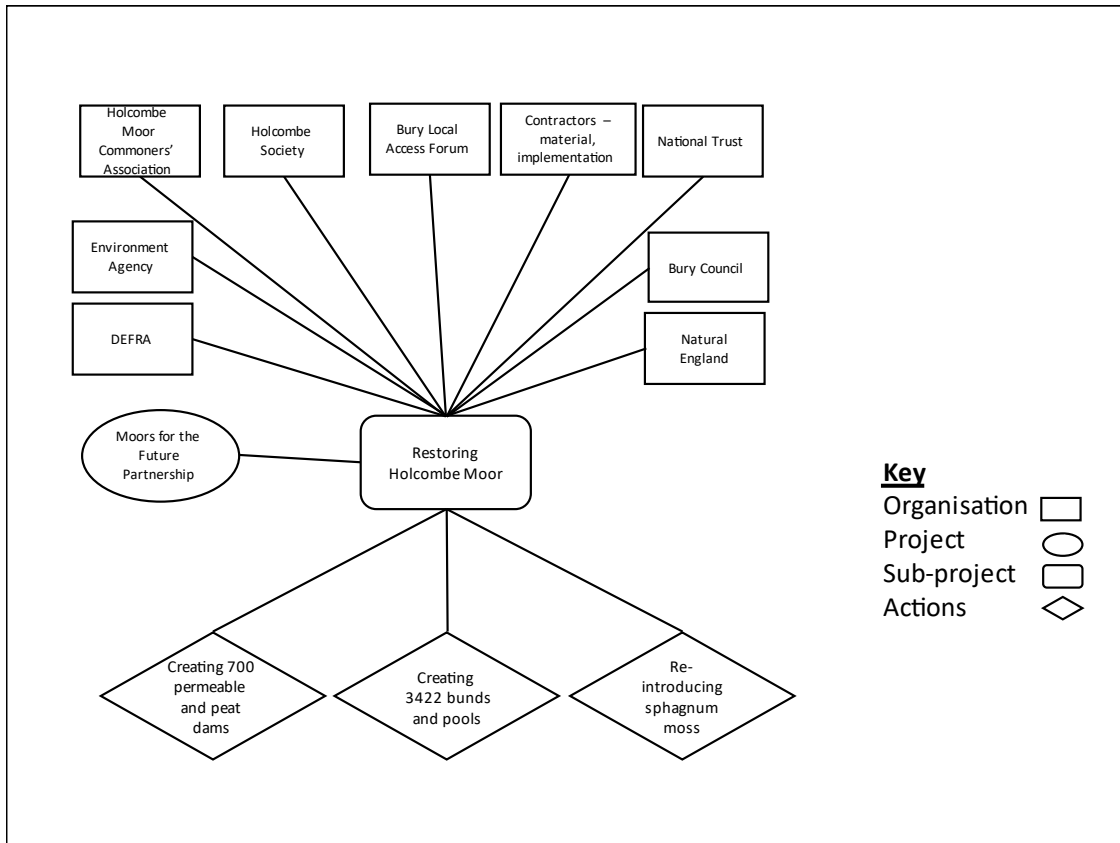 Holcombe
Moor
Commoners'
Association
Holcombe
Society
Bury Local
Access Forum
Contractors –
material,
implementation
National Trust
Environment
Agency
Bury Council
DEFRA
Natural
England
Moors for the
Future
Partnership
Restoring
Holcombe Moor
Key
Organisation
Project
Sub-project
Actions
Creating 700
permeable
and peat
dams
Creating
3422 bunds
and pools
Re-
introducing
sphagnum
moss